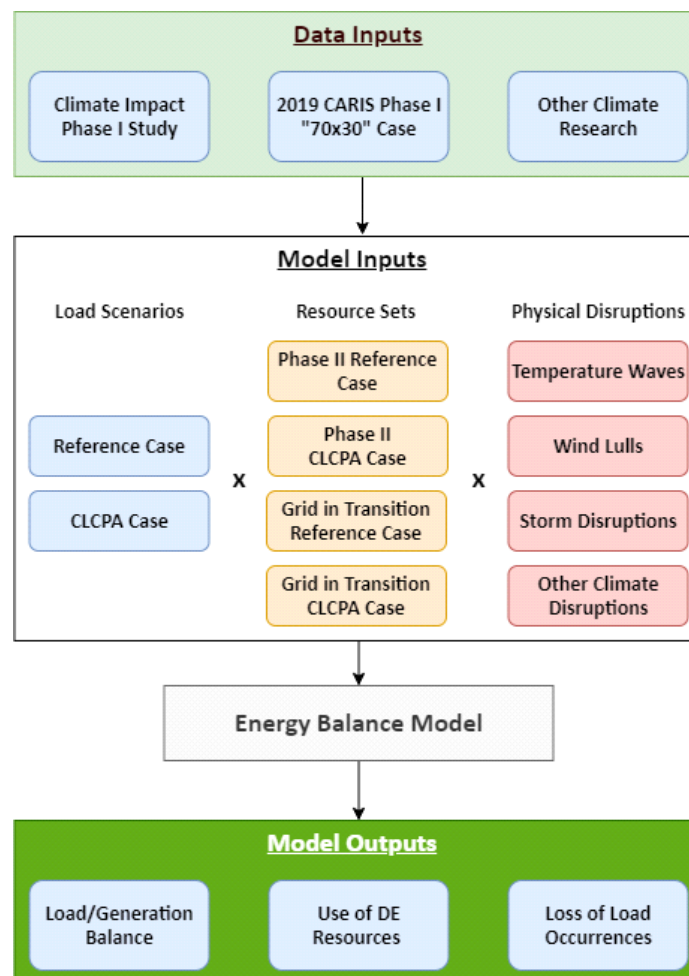 Data Inputs
Climate Impact
Phase I Study
2019 CARIS Phase I
"70x30" Case
Other Climate
Research
Model Inputs
Load Scenarios
Resource Sets
Physical Disruptions
Reference Case
CLCPA Case
x
Phase II Reference
Case
Phase II
CLCPA Case
Grid in Transition
Reference Case
Grid in Transition
CLCPA Case
x
Temperature Waves
Wind Lulls
Storm Disruptions
Other Climate
Disruptions
Energy Balance Model
Model Outputs
Load/Generation
Balance
Use of DE
Resources
Loss of Load
Occurrences